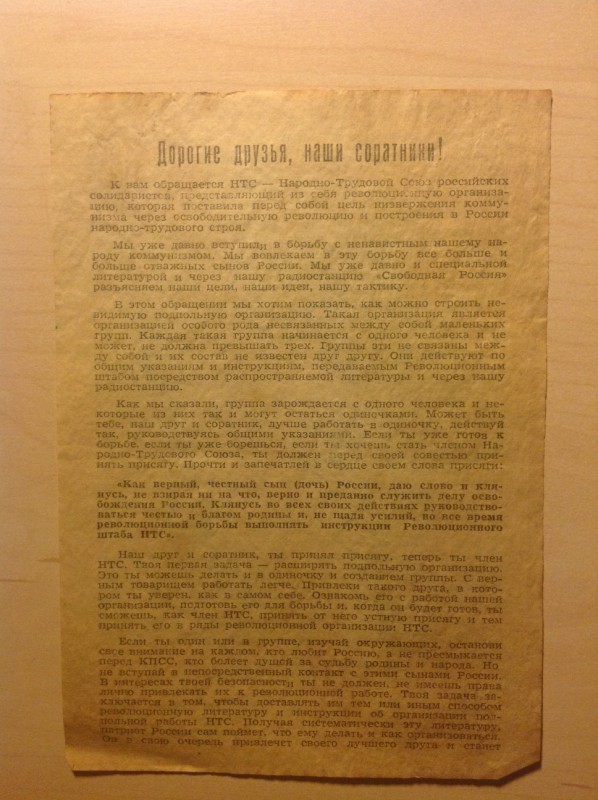 Дорогие друзья, наши соратники!
К вам обращается НТС — Народно-Трудовой Союз российских
солидаристов, представляющий из себя революционную организа-
цию, которая поставила перед собой цель низвержения комму-
низма через освободительную революцию и построения в России
народно-трудового строя.
Мы уже давно вступили в борьбу с ненавистным нашему на-
роду коммунизмом. Мы вовлекаем в эту борьбу все больше и
больше отважных сынов России. Мы уже давно и специальной
литературой и через нашу радиостанцию «Свободная Россия»
разъясняем наши цели, наши идеи, нашу тактику.
В этом обращении мы хотим показать, как можно строить не-
видимую подпольную организацию. Такая организация является
организацией особого рода несвязанных между собой маленьких
групп. Каждая такая группа начинается с одного человека и не
может, не должна превышать трех. Группы эти не связаны меж-
ду собой и их состав не известен друг другу. Они действуют по
общим указаниям и инструкциям, передаваемым Революционным
штабом посредством распространяемой литературы и через нашу
радиостанцию.
Как мы сказали, группа зарождается с одного человека и не-
которые из них так и могут остаться одиночками. Может быть
тебе, наш друг и соратник, лучше работать в одиночку, действуй
так, руководствуясь общими указаниями. Если ты уже готов к
борьбе, если ты уже борешься, если ты хочешь стать членом На-
родно-Трудового Союза, ты должен перед своей совестью при-
нять присягу. Прочти и запечатлей в сердце своем слова присяги:
«Как верный, честный сын (дочь) России, даю слово и кля-
нусь, не взирая ни на что, верно и преданно служить делу осво-
бождения России. Клянусь во всех своих действиях руководство-
ваться честью и благом родины и, не щадя усилий, во все время
революционной борьбы выполнять инструкции Революционного
штаба НТС».
Наш друг и соратник, ты принял присягу, теперь ты член
НТС. Твоя первая задача — расширять подпольную организацию.
Это ты можешь делать и в одиночку и созданием группы. С пер-
вым товарищем работать легче. Привлеки такого друга, в кото-
ром ты уверен, как в самом себе. Ознакомь его с работой нашей
организации, подготовь его для борьбы и, когда он будет готов, ты
сможешь, как член НТС, принять от него устную присягу и тем
принять его в ряды революционной организации НТС.
Если ты один или в группе, изучай окружающих, останови
свое внимание на каждом, кто любит Россию, а не пресмыкается
перед КПСС, кто болеет душой за судьбу родины и народа. Но
не вступай в непосредственный контакт с этими сынами России.
В интересах твоей безопасности ты не должен, не имеешь права
лично привлекать их к революционной работе. Твоя задача за-
ключается в том, чтобы доставлять им тем или иным способом
революционную литературу и инструкции об организации под-
польной работы НТС. Получая систематически эту литературу,
патриот России сам поймет, что ему делать и как организоваться.
Он в свою очередь привлечет своего лучшего друга и станет